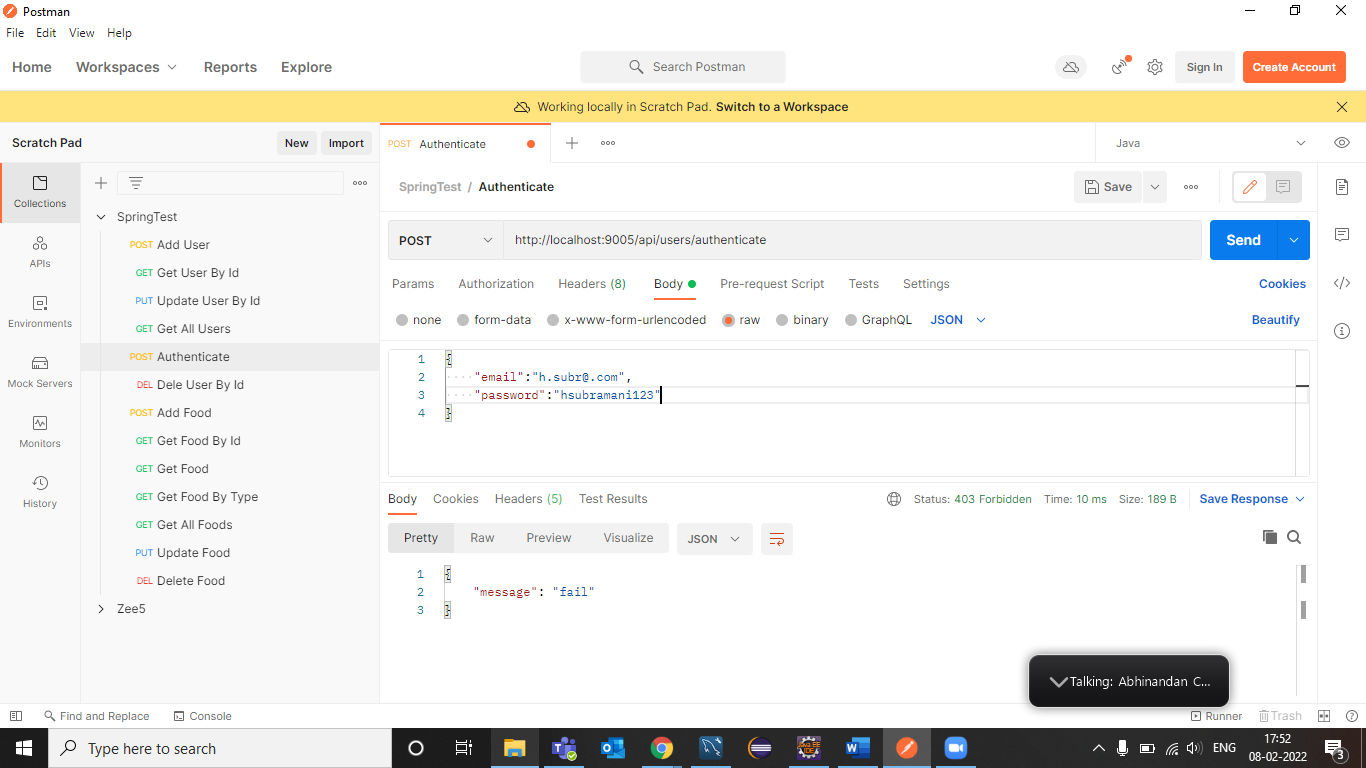 Postman
File Edit View Help
Home Workspaces Reports Explore Search Postman Sign In Create Account
Working locally in Scratch Pad. Switch to a Workspace
Scratch Pad New Import POST Authenticate Java
SpringTest / Authenticate Save
Collections
APIs
Environments
Mock Servers
Monitors
History
SpringTest
POST Add User
GET Get User By Id
PUT Update User By Id
GET Get All Users
POST Authenticate
DEL Dele User By Id
POST Add Food
GET Get Food By Id
GET Get Food
GET Get Food By Type
GET Get All Foods
PUT Update Food
DEL Delete Food
Zee5
POST http://localhost:9005/api/users/authenticate Send
Params Authorization Headers (8) Body Pre-request Script Tests Settings Cookies
none form-data x-www-form-urlencoded raw binary GraphQL JSON Beautify
1 {
2 "email":"h.subr@.com",
3 "password":"hsubramani123"
4 }
Body Cookies Headers (5) Test Results Status: 403 Forbidden Time: 10 ms Size: 189 B Save Response
Pretty Raw Preview Visualize JSON
1 {
2 "message": "fail"
3 }
Talking: Abhinandan C...
Find and Replace Console Runner Trash
Type here to search ENG 17:52
08-02-2022 3